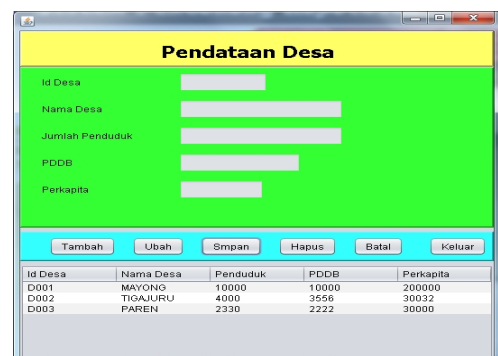 Pendataan Desa
Id Desa
Nama Desa
Jumlah Penduduk
PDDB
Perkapita
Tambah Ubah Smpan Hapus Batal Keluar
Id Desa Nama Desa Penduduk PDDB Perkapita
D001 MAYONG 10000 10000 200000
D002 TIGAJURU 4000 3556 30032
D003 PAREN 2330 2222 30000